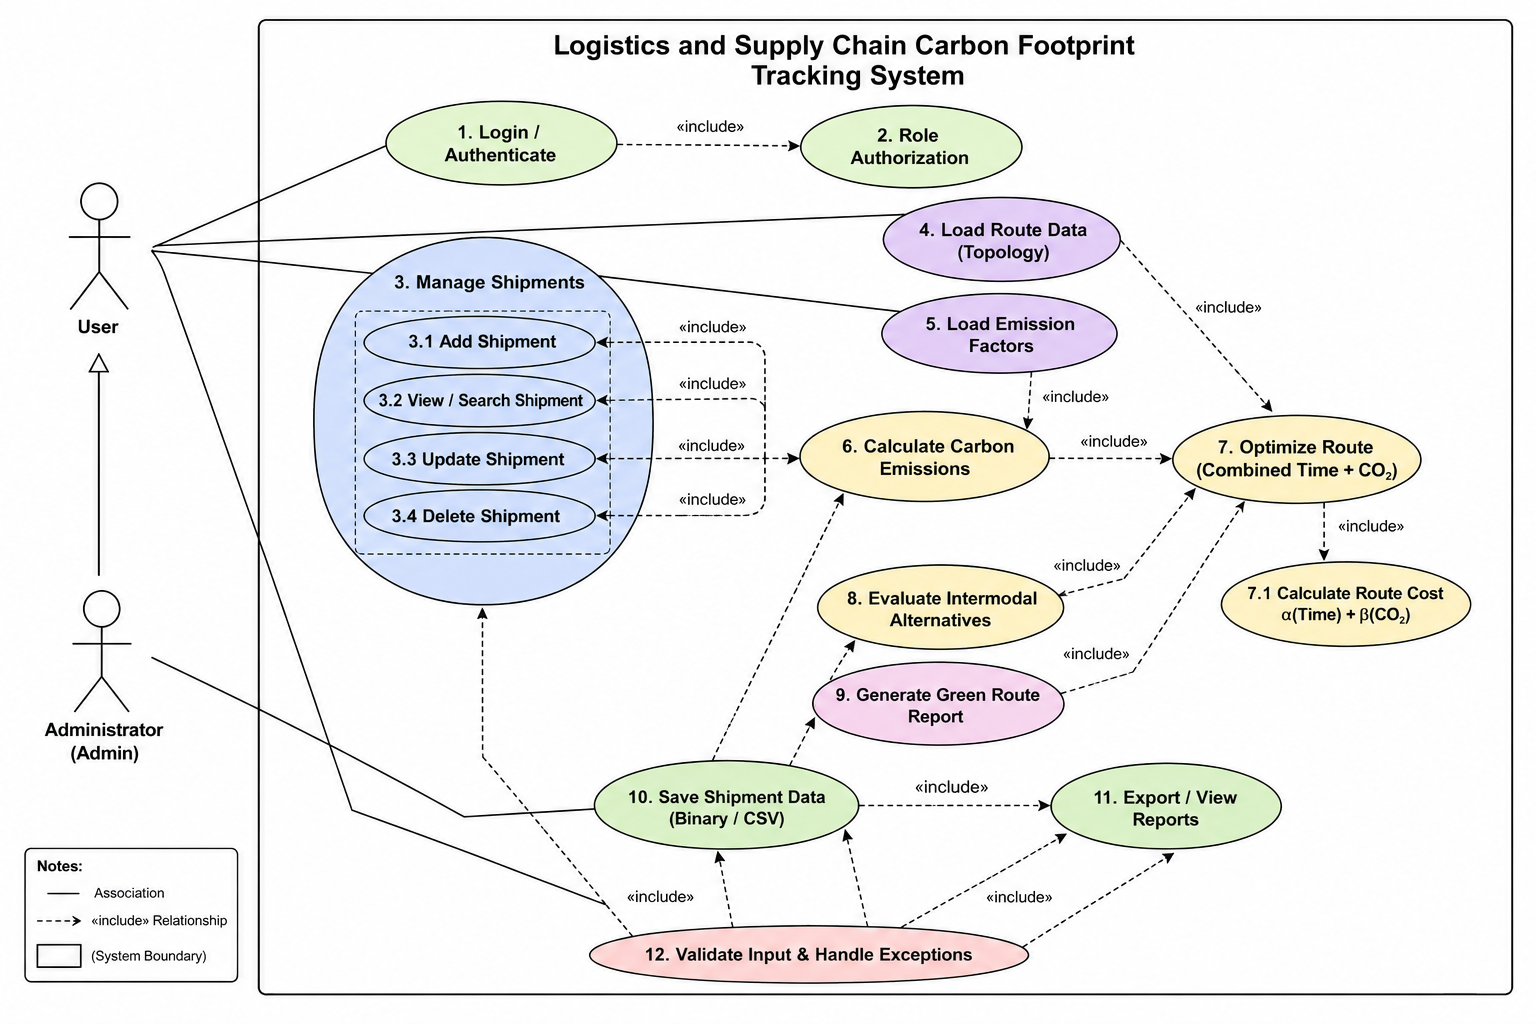 Logistics and Supply Chain Carbon Footprint
Tracking System
1. Login /
Authenticate
«include»
2. Role
Authorization
User
3. Manage Shipments
3.1 Add Shipment
3.2 View / Search Shipment
3.3 Update Shipment
3.4 Delete Shipment
«include»
«include»
«include»
«include»
4. Load Route Data
(Topology)
«include»
5. Load Emission
Factors
«include»
6. Calculate Carbon
Emissions
«include»
7. Optimize Route
(Combined Time + CO₂)
«include»
7.1 Calculate Route Cost
α(Time) + β(CO₂)
«include»
8. Evaluate Intermodal
Alternatives
«include»
9. Generate Green Route
Report
Administrator
(Admin)
10. Save Shipment Data
(Binary / CSV)
«include»
11. Export / View
Reports
«include»
«include»
12. Validate Input & Handle Exceptions
Notes:
Association
«include» Relationship
(System Boundary)